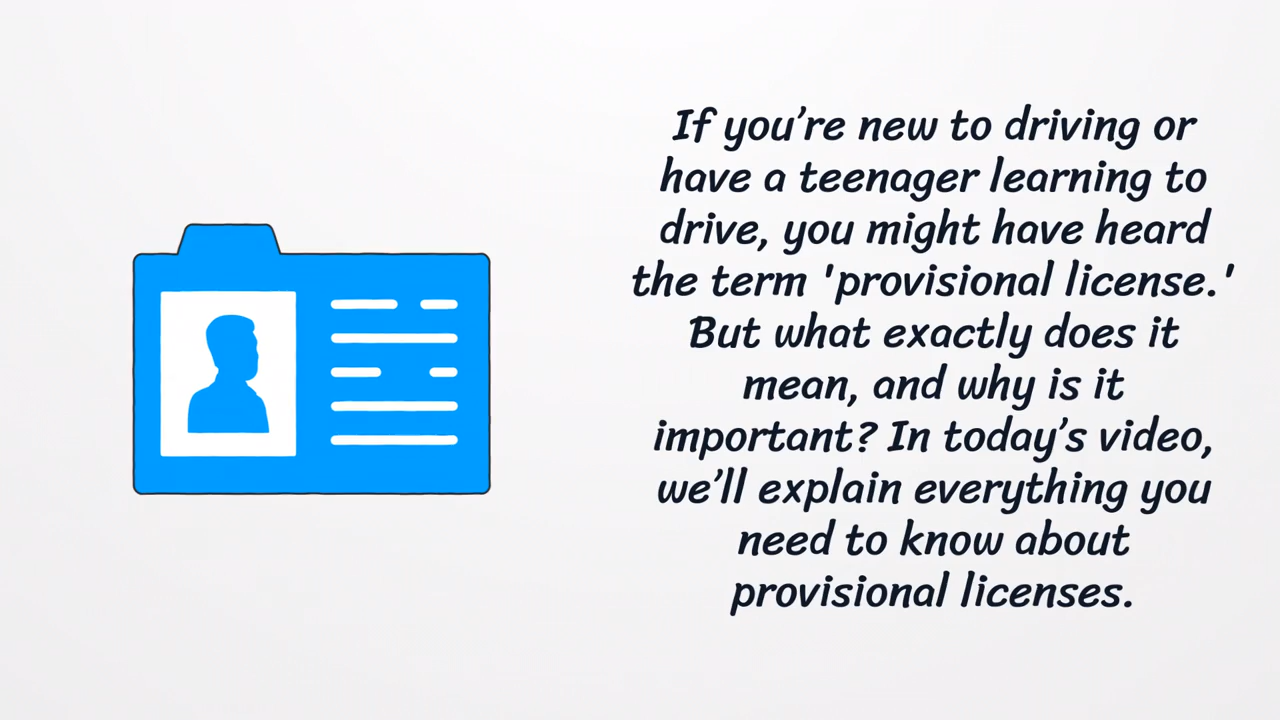 If you’re new to driving or
have a teenager learning to
drive, you might have heard
the term 'provisional license.'
But what exactly does it
mean, and why is it
important? In today’s video,
we’ll explain everything you
need to know about
provisional licenses.